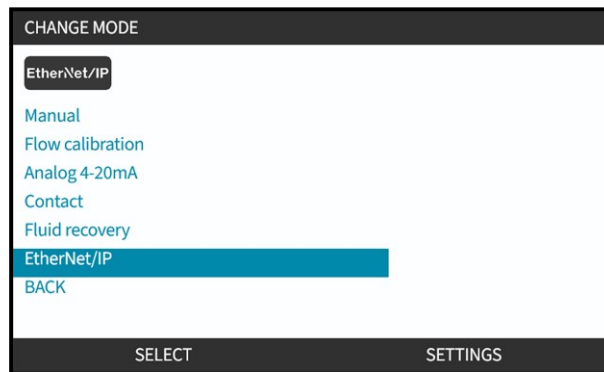 CHANGE MODE
EtherNet/IP
Manual
Flow calibration
Analog 4-20mA
Contact
Fluid recovery
EtherNet/IP
BACK
SELECT SETTINGS